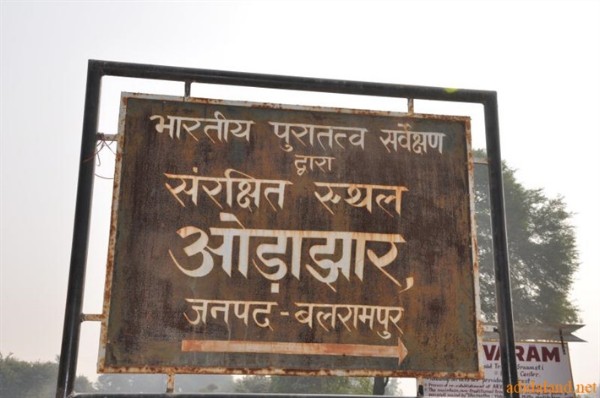 भारतीय पुरातत्व सर्वेक्षण
द्वारा
संरक्षित स्थल
ओड़ाझार,
जनपद - बलरामपुर
VARAM